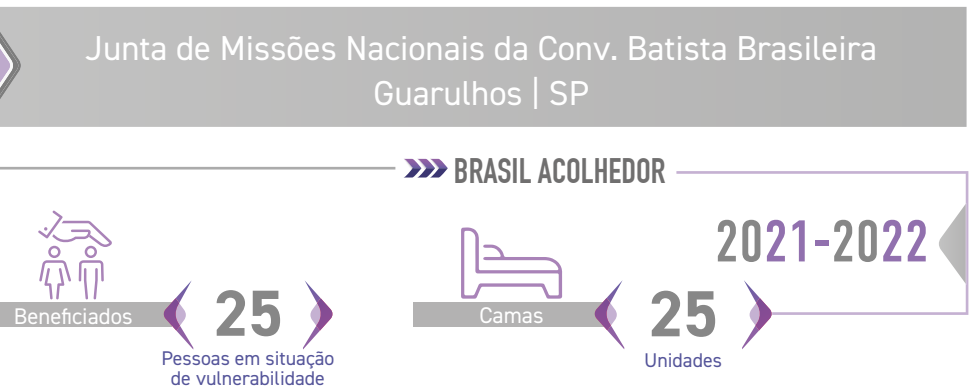 Junta de Missões Nacionais da Conv. Batista Brasileira
Guarulhos | SP
BRASIL ACOLHEDOR
2021-2022
Beneficiados
25
Pessoas em situação
de vulnerabilidade
Camas
25
Unidades